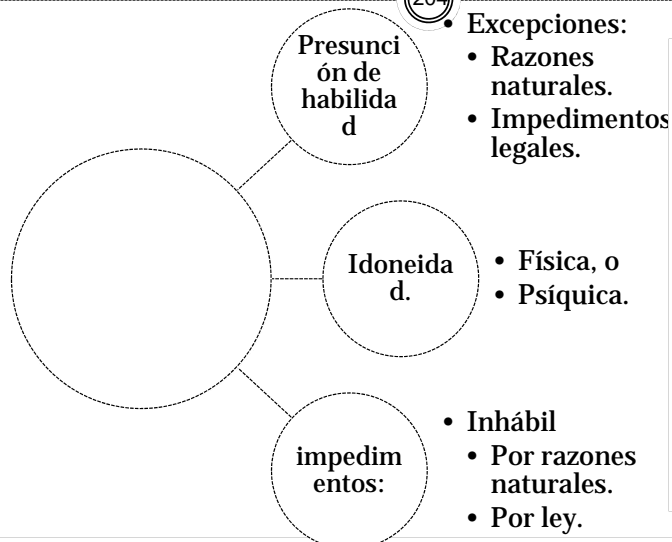 204
Presunci
ón de
habilida
d
• Excepciones:
• Razones
naturales.
• Impedimentos
legales.
Idoneida
d.
• Física, o
• Psíquica.
impedim
entos:
• Inhábil
• Por razones
naturales.
• Por ley.